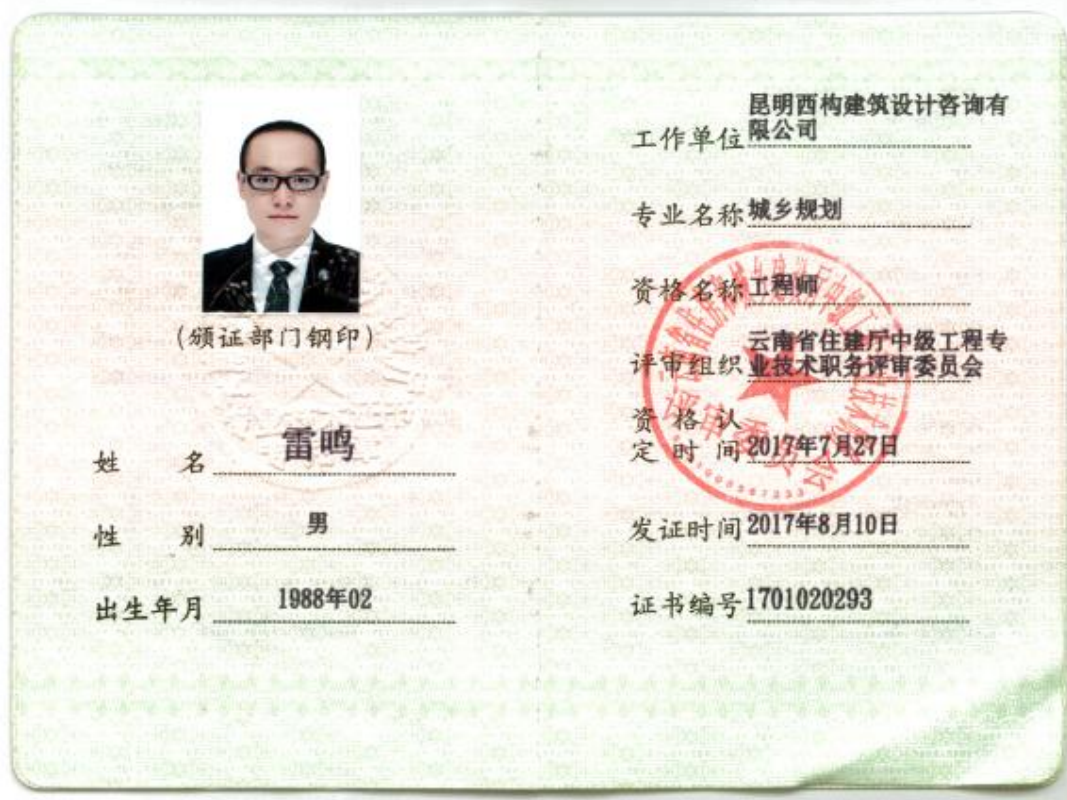 (颁证部门钢印)
姓 名 雷鸣
性 别 男
出生年月 1988年02
昆明西构建筑设计咨询有
工作单位 限公司
专业名称 城乡规划
资格名称 工程师
云南省住建厅中级工程专
评审组织 业技术职务评审委员会
资 格 认
定 时 间 2017年7月27日
发证时间 2017年8月10日
证书编号 1701020293